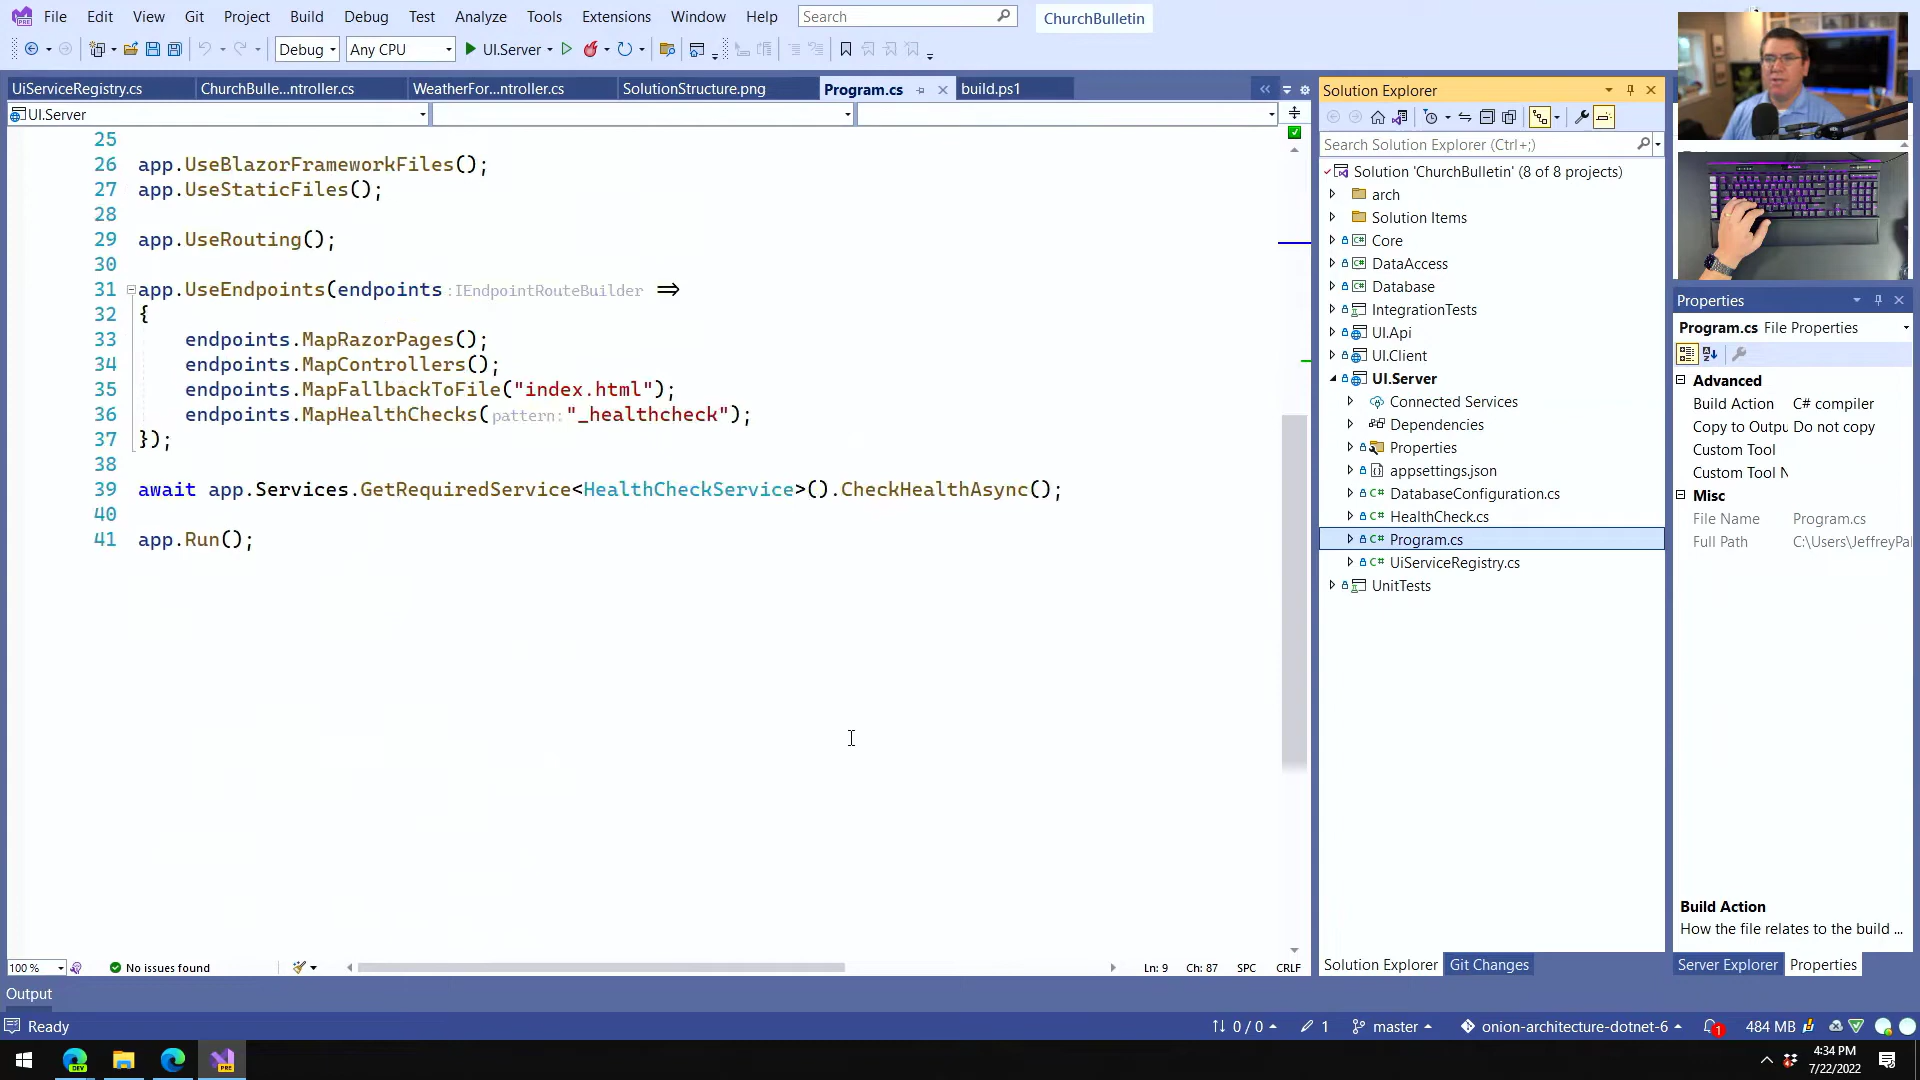 File Edit View Git Project Build Debug Test Analyze Tools Extensions Window Help Search ChurchBulletin
Debug Any CPU UI.Server
UiServiceRegistry.cs ChurchBulle...ntroller.cs WeatherFor...ntroller.cs SolutionStructure.png Program.cs build.ps1
UI.Server
25
26 app.UseBlazorFrameworkFiles();
27 app.UseStaticFiles();
28
29 app.UseRouting();
30
31 app.UseEndpoints(endpoints :IEndpointRouteBuilder =>
32 {
33 endpoints.MapRazorPages();
34 endpoints.MapControllers();
35 endpoints.MapFallbackToFile("index.html");
36 endpoints.MapHealthChecks(pattern: "_healthcheck");
37 });
38
39 await app.Services.GetRequiredService<HealthCheckService>().CheckHealthAsync();
40
41 app.Run();
100 % No issues found Ln: 9 Ch: 87 SPC CRLF
Solution Explorer
Search Solution Explorer (Ctrl+;)
Solution 'ChurchBulletin' (8 of 8 projects)
arch
Solution Items
Core
DataAccess
Database
IntegrationTests
UI.Api
UI.Client
UI.Server
Connected Services
Dependencies
Properties
appsettings.json
DatabaseConfiguration.cs
HealthCheck.cs
Program.cs
UiServiceRegistry.cs
UnitTests
Solution Explorer Git Changes
Properties
Program.cs File Properties
Advanced
Build Action C# compiler
Copy to Outpu Do not copy
Custom Tool
Custom Tool N
Misc
File Name Program.cs
Full Path C:\Users\JeffreyPal
Build Action
How the file relates to the build ...
Server Explorer Properties
Output
Ready 0 / 0 1 master onion-architecture-dotnet-6 1 484 MB
DEV PRE
4:34 PM
7/22/2022